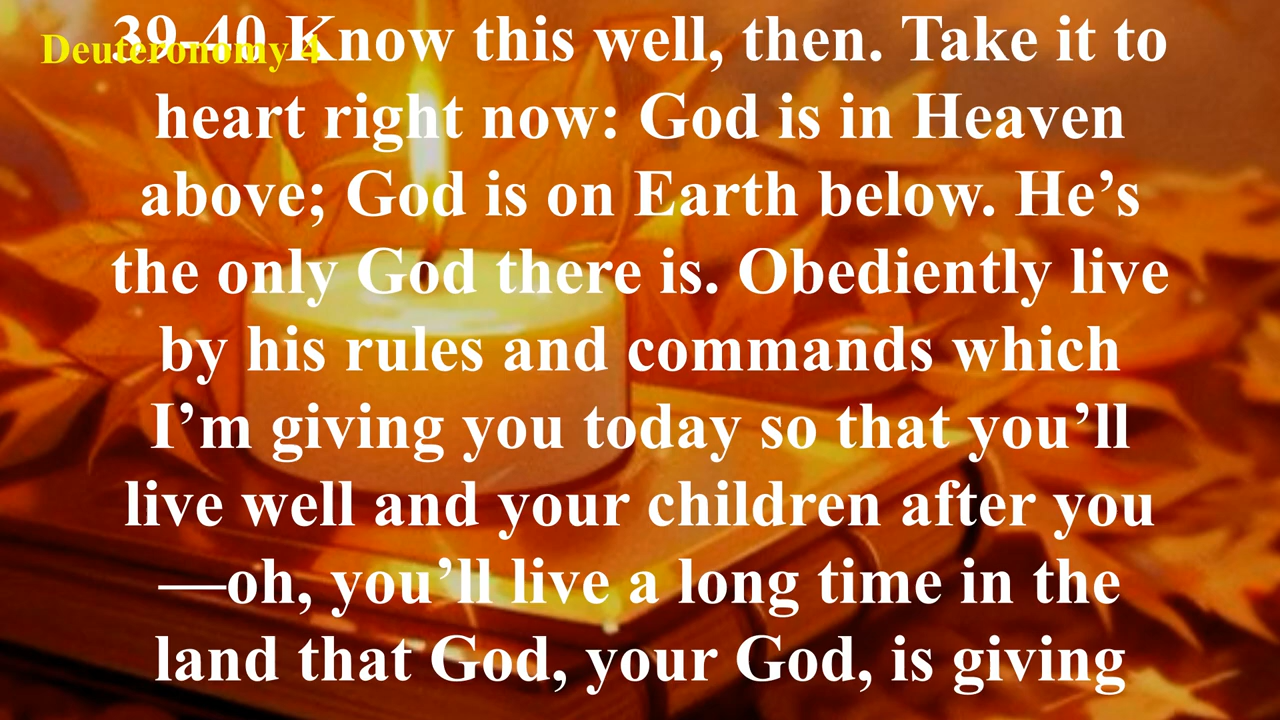 Deuteronomy 4
39-40 Know this well, then. Take it to
heart right now: God is in Heaven
above; God is on Earth below. He’s
the only God there is. Obediently live
by his rules and commands which
I’m giving you today so that you’ll
live well and your children after you
—oh, you’ll live a long time in the
land that God, your God, is giving